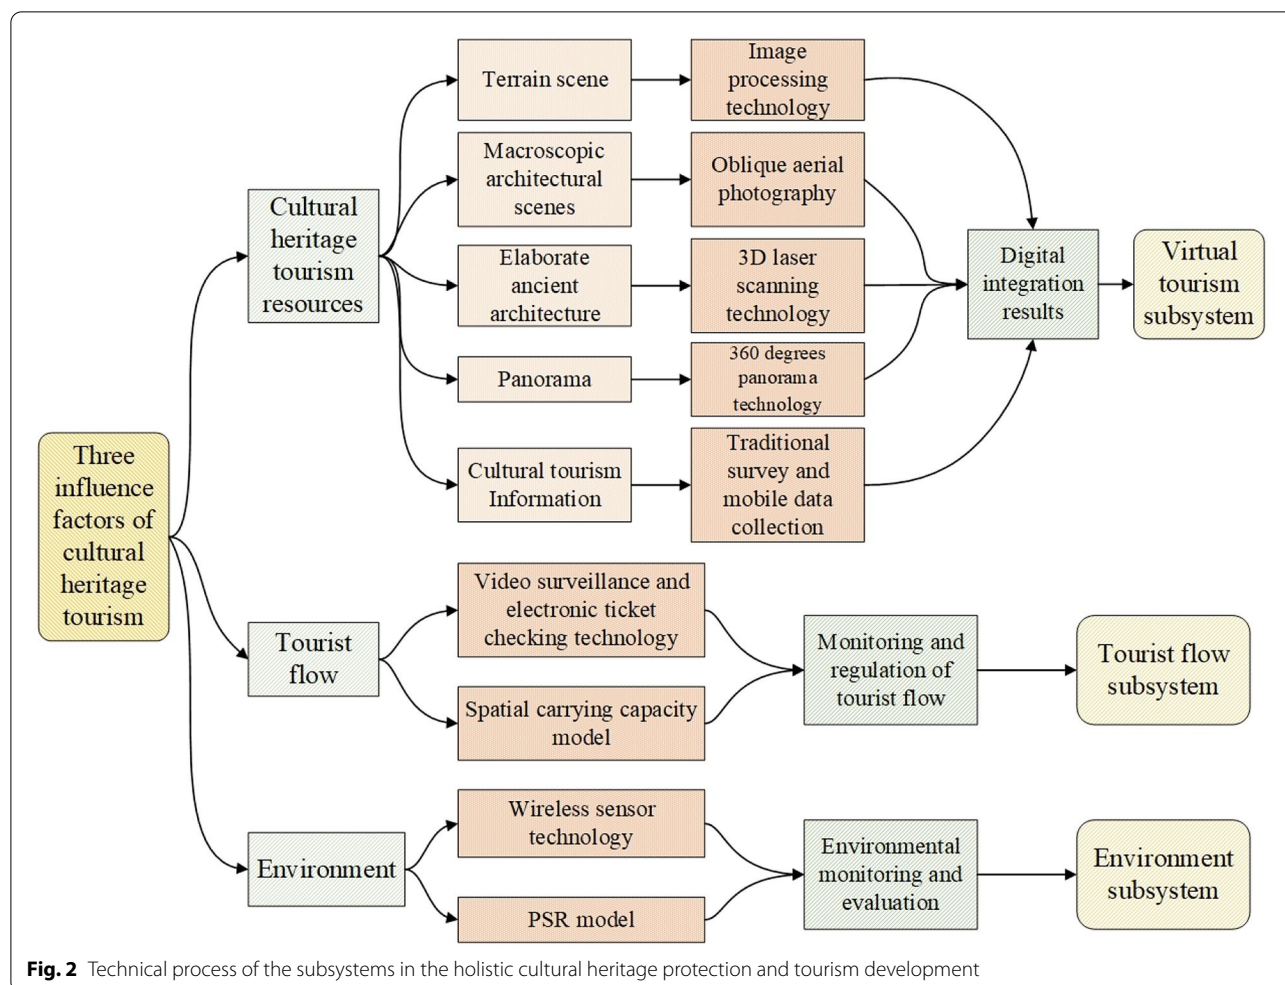 Terrain scene
Image
processing
technology
Macroscopic
architectural
scenes
Oblique aerial
photography
Cultural
heritage
tourism
resources
Elaborate
ancient
architecture
3D laser
scanning
technology
Digital
integration
results
Virtual
tourism
subsystem
Panorama
360 degrees
panorama
technology
Cultural tourism
Information
Traditional
survey and
mobile data
collection
Three
influence
factors of
cultural
heritage
tourism
Tourist
flow
Video surveillance and
electronic ticket
checking technology
Spatial carrying capacity
model
Monitoring and
regulation of
tourist flow
Tourist flow
subsystem
Environment
Wireless sensor
technology
PSR model
Environmental
monitoring and
evaluation
Environment
subsystem
Fig. 2 Technical process of the subsystems in the holistic cultural heritage protection and tourism development